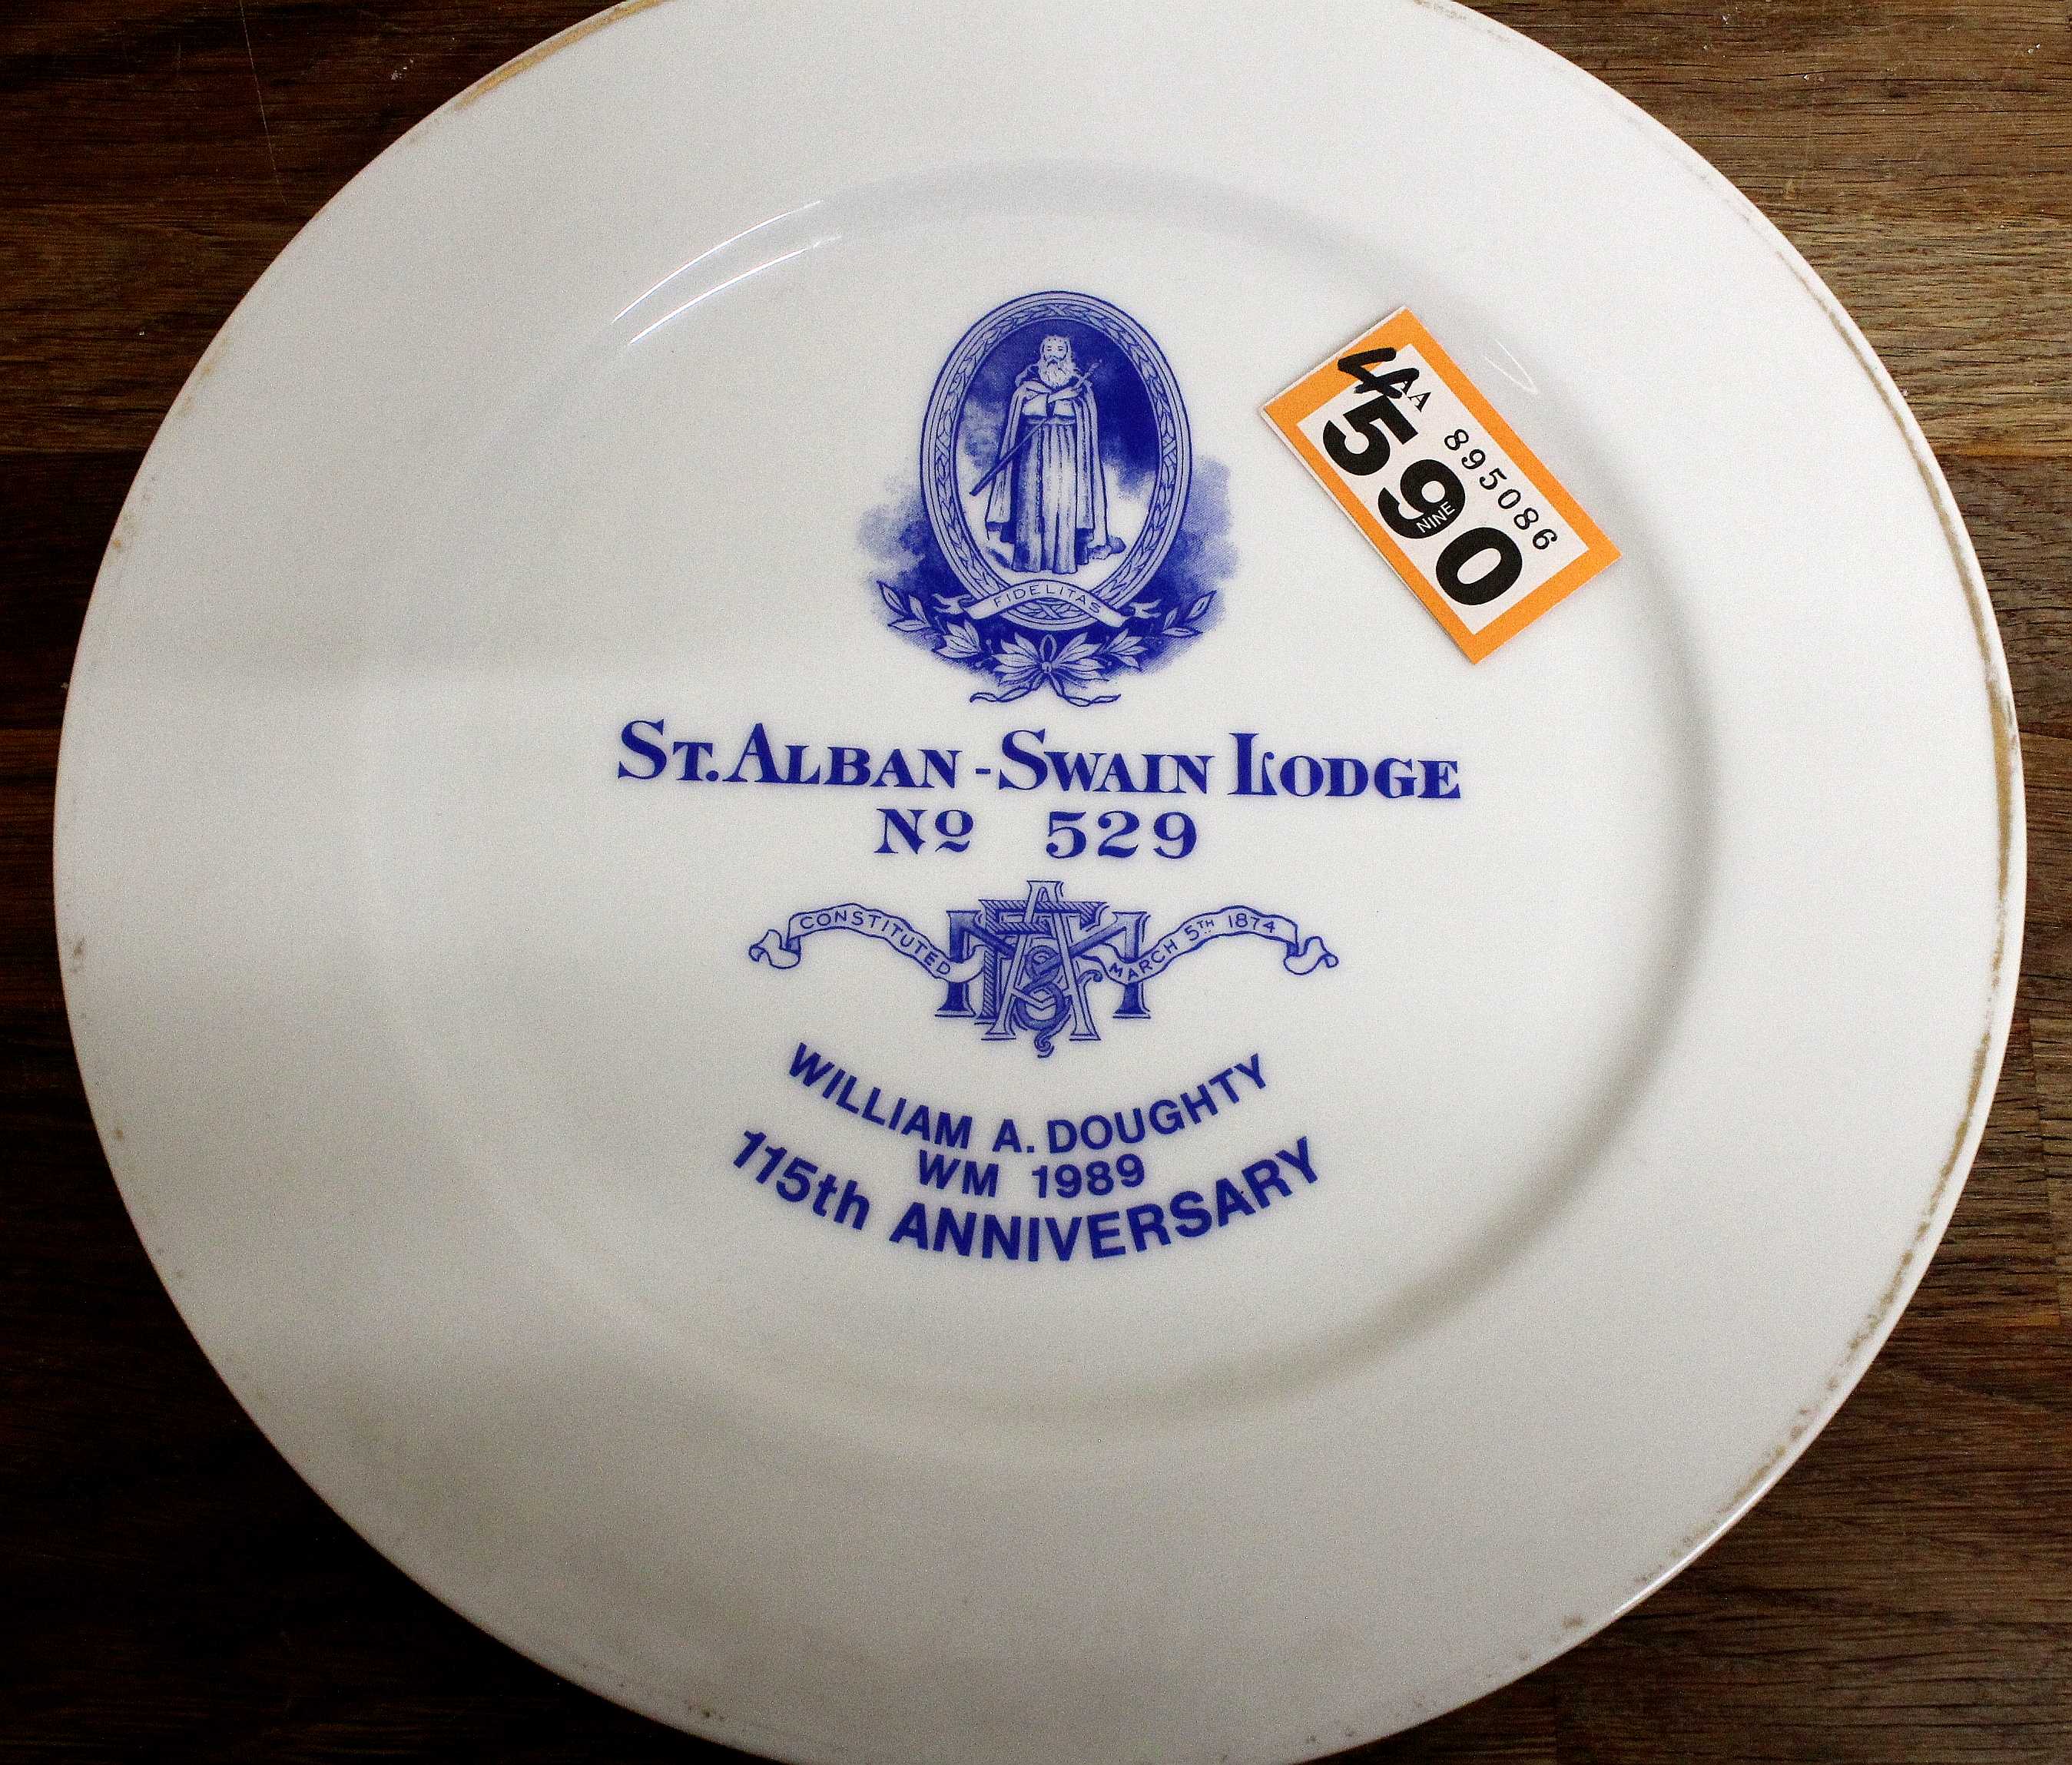 FIDELITAS
St. Alban-Swain Lodge
Nº 529
CONSTITUTED MARCH 5TH 1874
WILLIAM A. DOUGHTY
WM 1989
115th ANNIVERSARY
4
AA 895086
590
NINE